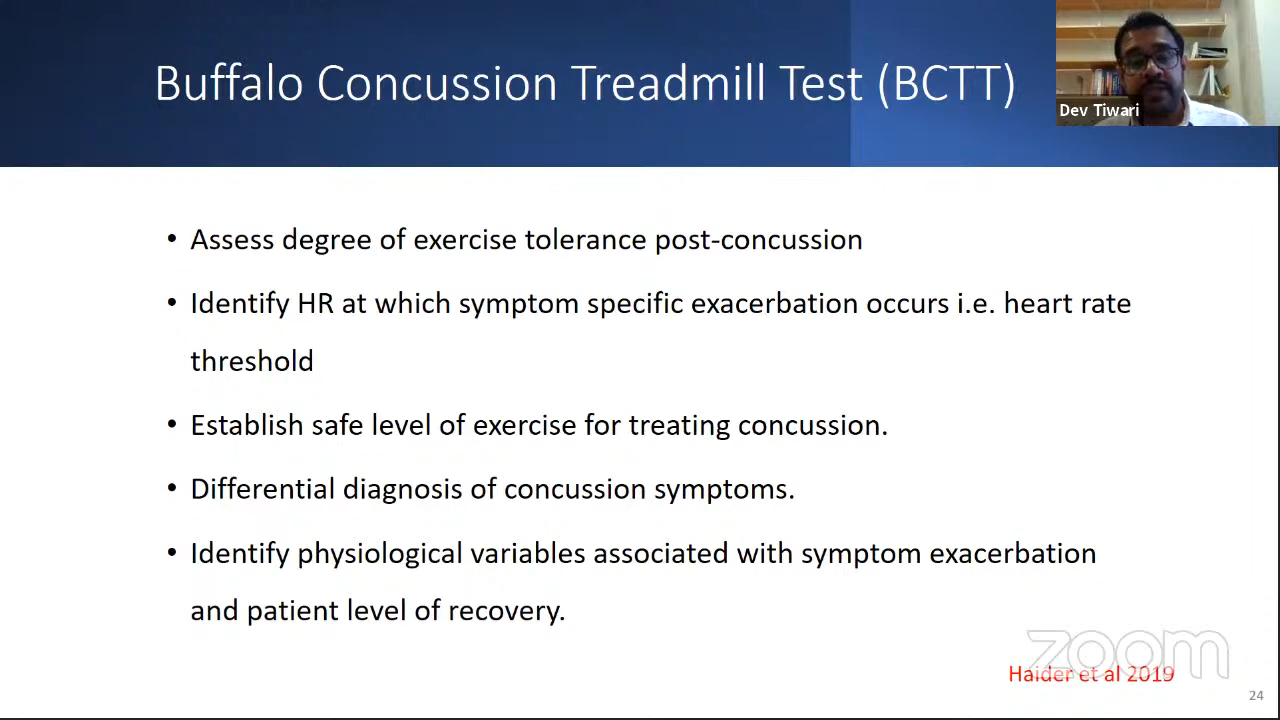 Buffalo Concussion Treadmill Test (BCTT)
Dev Tiwari
• Assess degree of exercise tolerance post-concussion
• Identify HR at which symptom specific exacerbation occurs i.e. heart rate
threshold
• Establish safe level of exercise for treating concussion.
• Differential diagnosis of concussion symptoms.
• Identify physiological variables associated with symptom exacerbation
and patient level of recovery.
zoom
Haider et al 2019
24